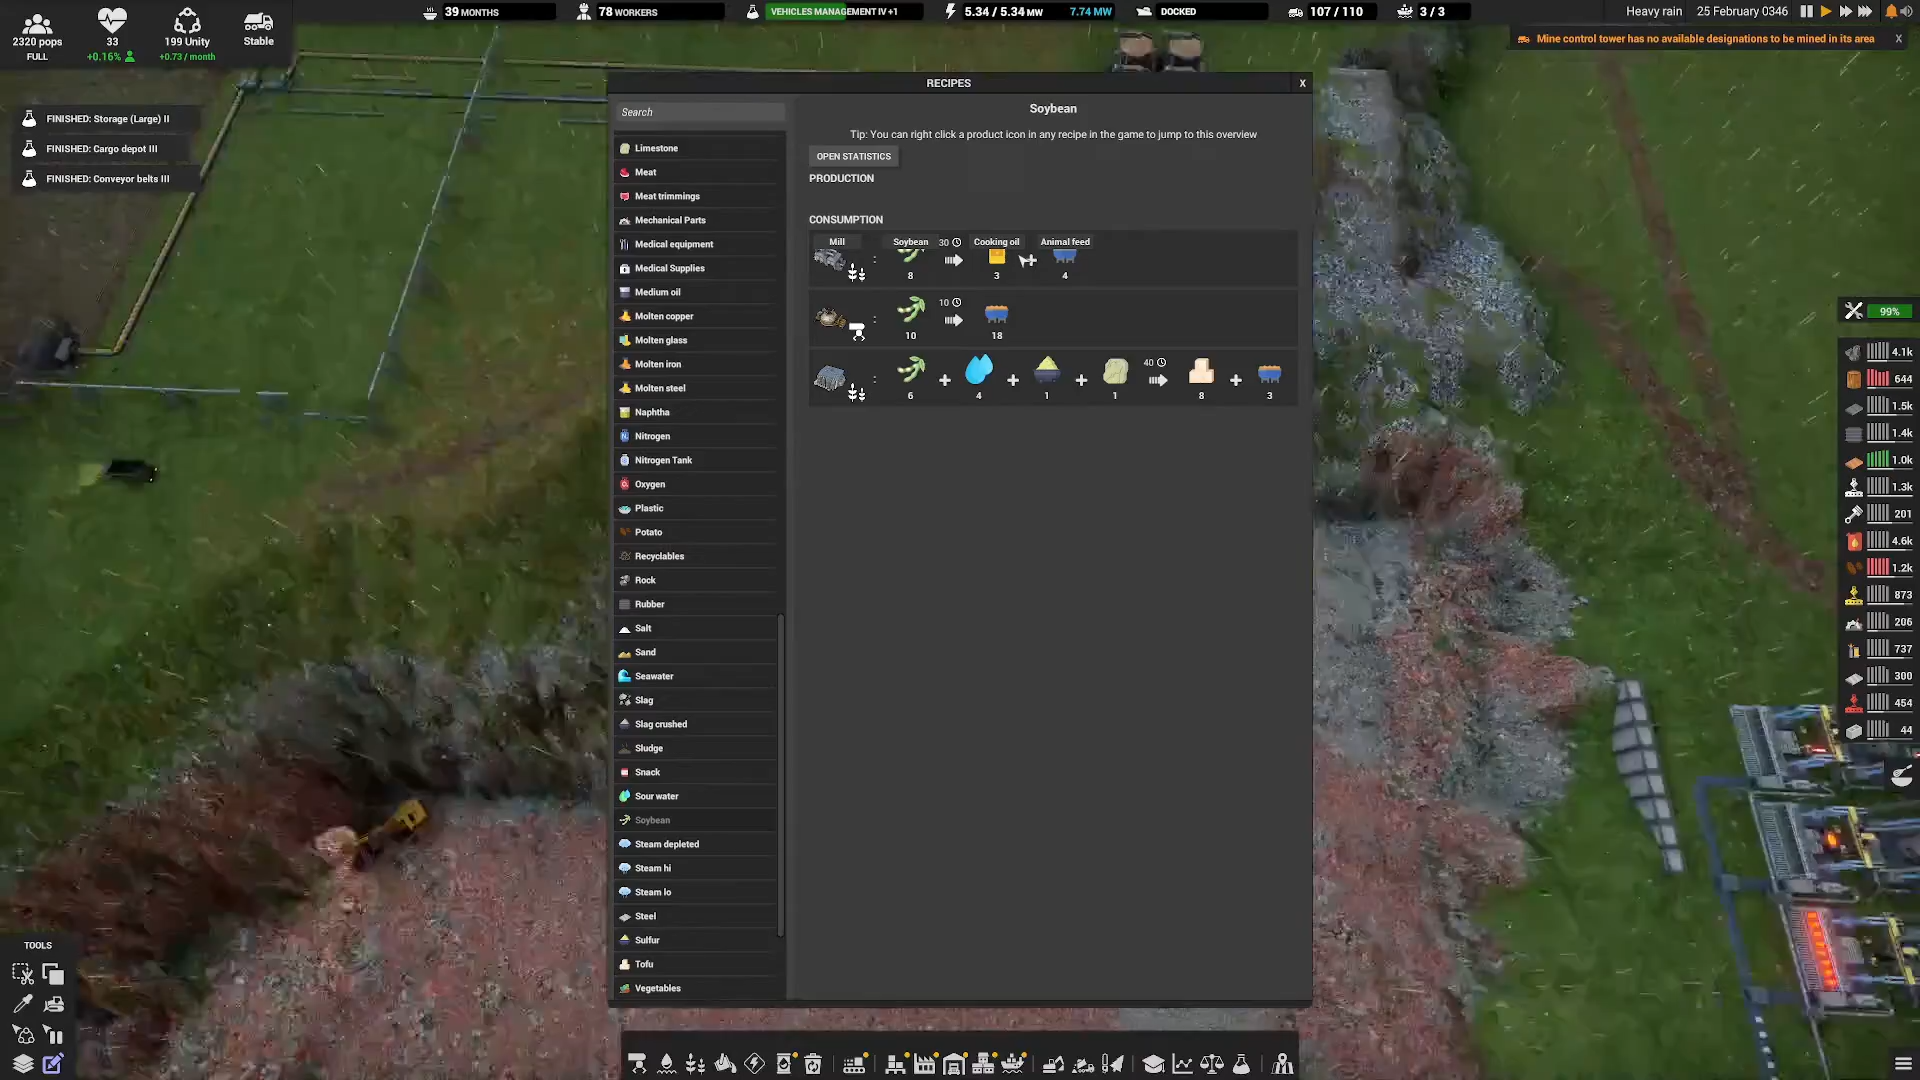 39 MONTHS
78 WORKERS
VEHICLES MANAGEMENT IV +1
5.34 / 5.34 MW
7.74 MW
DOCKED
107 / 110
3 / 3
Heavy rain
25 February 0346
2320 pops
FULL
33
+0.16%
199 Unity
+0.73 / month
Stable
Mine control tower has no available designations to be mined in its area
X
FINISHED: Storage (Large) II
FINISHED: Cargo depot III
FINISHED: Conveyor belts III
RECIPES
X
Search
Limestone
Meat
Meat trimmings
Mechanical Parts
Medical equipment
Medical Supplies
Medium oil
Molten copper
Molten glass
Molten iron
Molten steel
Naphtha
Nitrogen
Nitrogen Tank
Oxygen
Plastic
Potato
Recyclables
Rock
Rubber
Salt
Sand
Seawater
Slag
Slag crushed
Sludge
Snack
Sour water
Soybean
Steam depleted
Steam hi
Steam lo
Steel
Sulfur
Tofu
Vegetables
Soybean
Tip: You can right click a product icon in any recipe in the game to jump to this overview
OPEN STATISTICS
PRODUCTION
CONSUMPTION
Mill
Soybean
30
Cooking oil
Animal feed
: 8 + 3 4
: 10 10 18
: 6 + 4 + 1 + 1 40 8 + 3
99%
4.1k
644
1.5k
1.4k
1.0k
1.3k
201
4.6k
1.2k
873
206
737
300
454
44
TOOLS